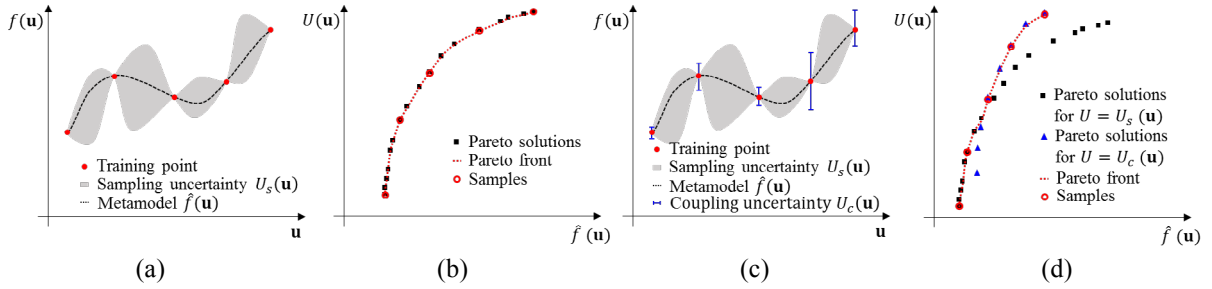 f(u)
Training point
Sampling uncertainty U_s(u)
Metamodel f̂(u)
u
(a)
U(u)
Pareto solutions
Pareto front
Samples
f̂(u)
(b)
f(u)
Training point
Sampling uncertainty U_s(u)
Metamodel f̂(u)
Coupling uncertainty U_c(u)
u
(c)
U(u)
Pareto solutions
for U = U_s (u)
Pareto solutions
for U = U_c (u)
Pareto front
Samples
f̂ (u)
(d)